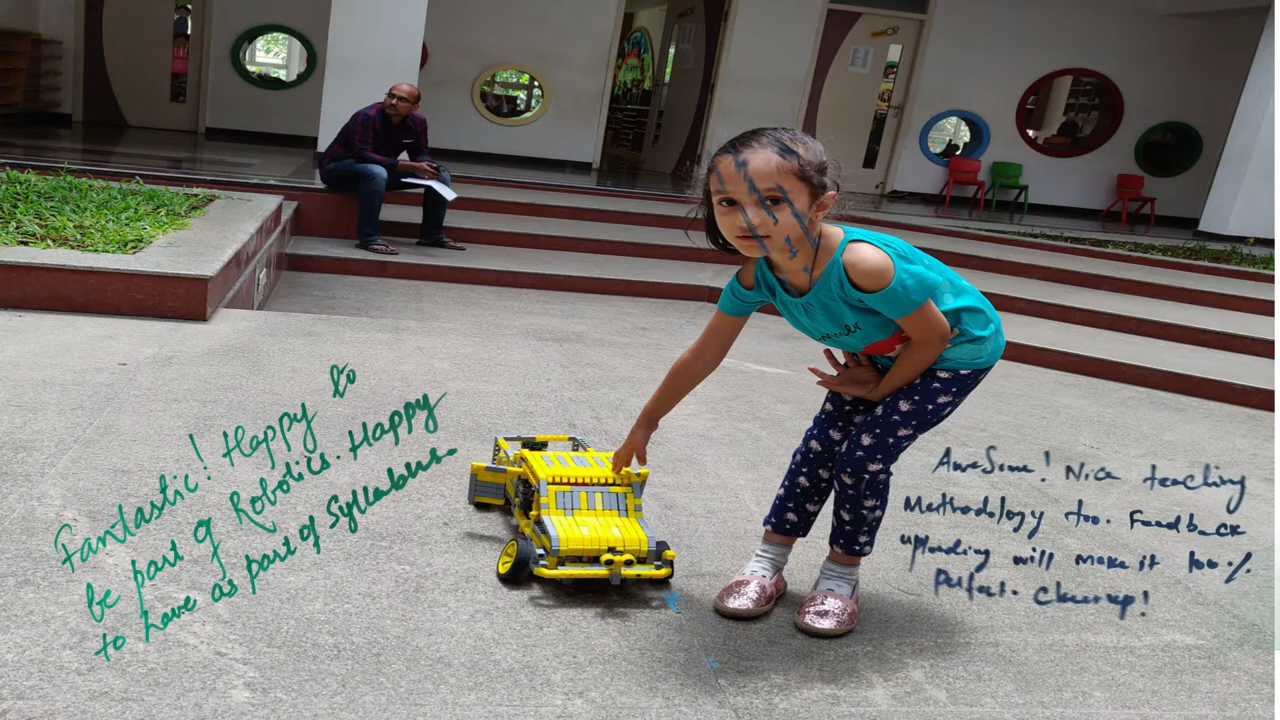 Fantastic! Happy to
be part of Robotics. Happy
to have as part of Syllabus.
Awesome! Nice teaching
Methodology too. Feedback
uploading will make it 100%
Perfect. Cheerup!